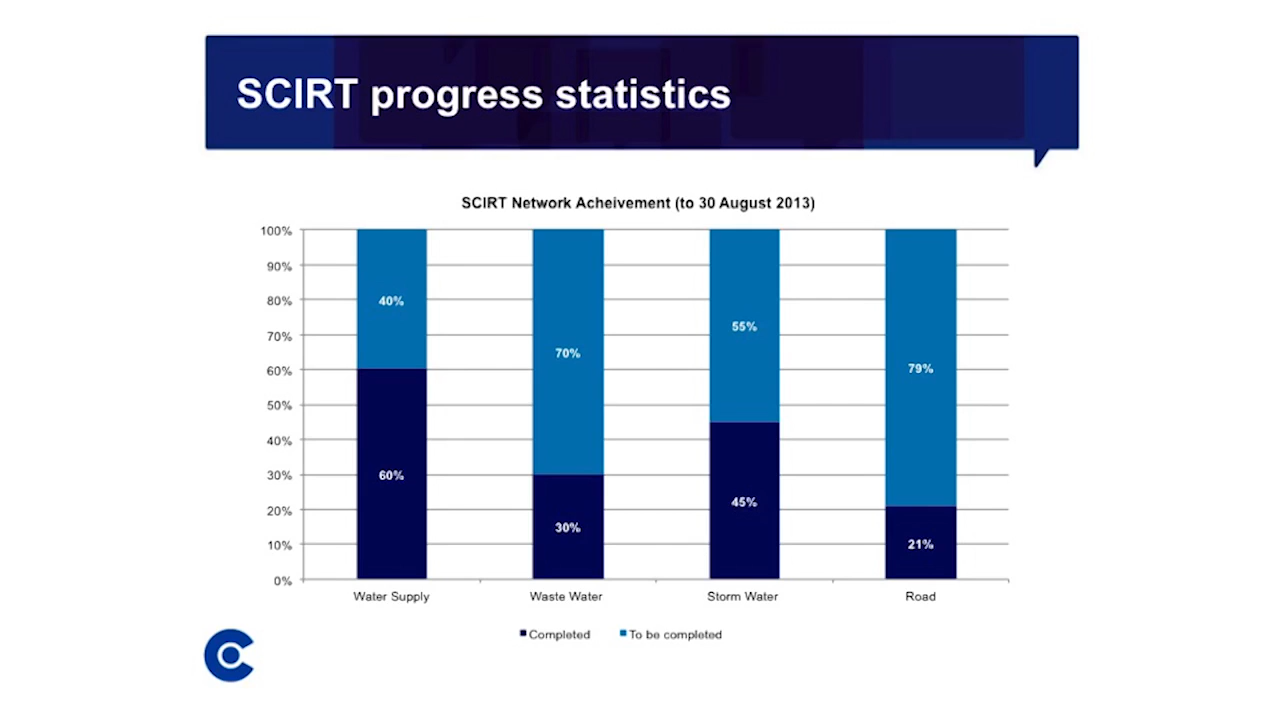 SCIRT progress statistics
SCIRT Network Acheivement (to 30 August 2013)
100%
90%
80%
70%
60%
50%
40%
30%
20%
10%
0%
40%
60%
70%
30%
55%
45%
79%
21%
Water Supply
Waste Water
Storm Water
Road
Completed
To be completed